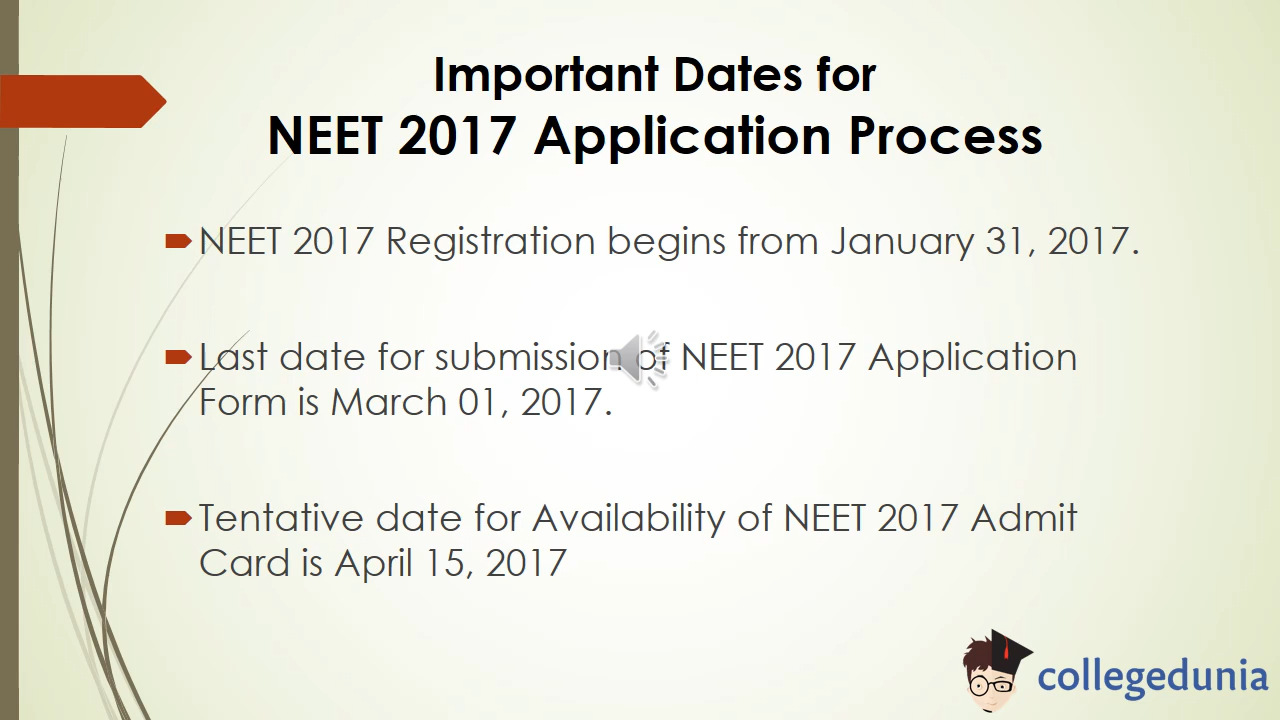 Important Dates for
NEET 2017 Application Process
NEET 2017 Registration begins from January 31, 2017.
Last date for submission of NEET 2017 Application
Form is March 01, 2017.
Tentative date for Availability of NEET 2017 Admit
Card is April 15, 2017
collegedunia